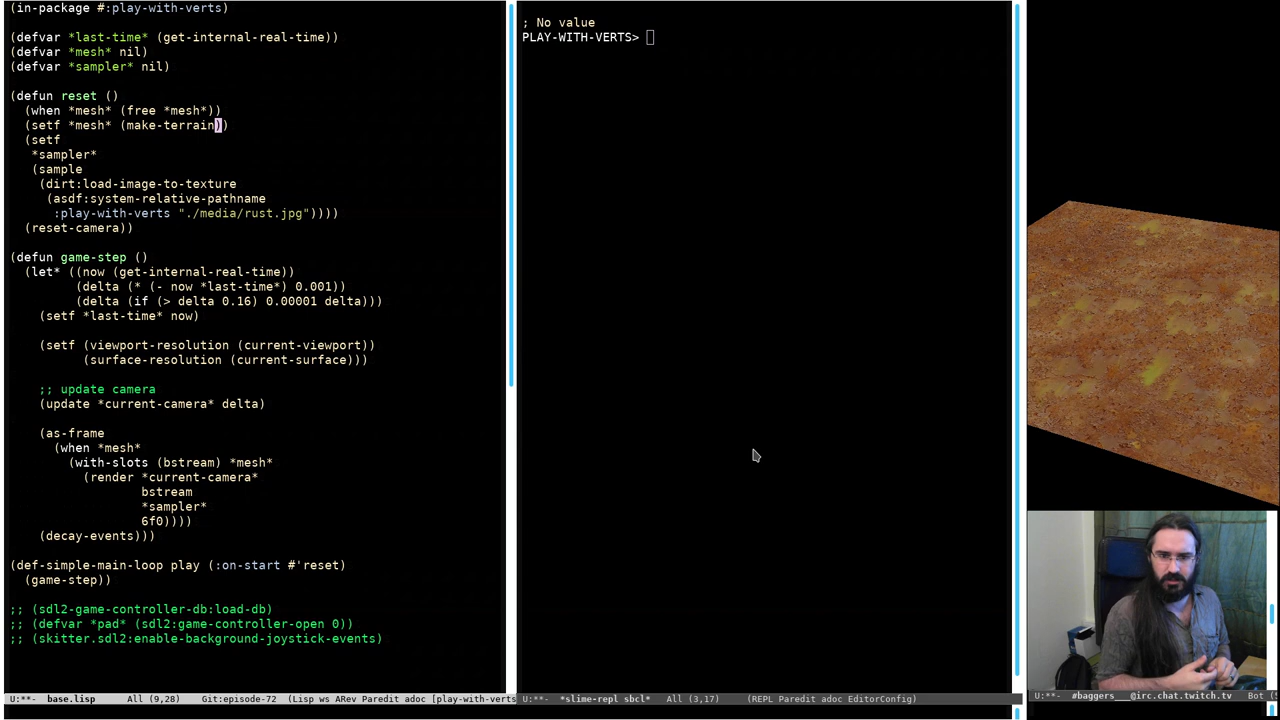 (in-package #:play-with-verts)
(defvar *last-time* (get-internal-real-time))
(defvar *mesh* nil)
(defvar *sampler* nil)
(defun reset ()
  (when *mesh* (free *mesh*))
  (setf *mesh* (make-terrain))
  (setf
   *sampler*
   (sample
    (dirt:load-image-to-texture
     (asdf:system-relative-pathname
      :play-with-verts "./media/rust.jpg"))))
  (reset-camera))
(defun game-step ()
  (let* ((now (get-internal-real-time))
         (delta (* (- now *last-time*) 0.001))
         (delta (if (> delta 0.16) 0.00001 delta)))
    (setf *last-time* now)
    (setf (viewport-resolution (current-viewport))
          (surface-resolution (current-surface)))
    ;; update camera
    (update *current-camera* delta)
    (as-frame
      (when *mesh*
        (with-slots (bstream) *mesh*
          (render *current-camera*
                  bstream
                  *sampler*
                  6f0))))
    (decay-events)))
(def-simple-main-loop play (:on-start #'reset)
  (game-step))
;; (sdl2-game-controller-db:load-db)
;; (defvar *pad* (sdl2:game-controller-open 0))
;; (skitter.sdl2:enable-background-joystick-events)
U:**-  base.lisp      All (9,28)    Git:episode-72  (Lisp ws ARev Paredit adoc [play-with-verts
; No value
PLAY-WITH-VERTS>
U:**-  *slime-repl sbcl*   All (3,17)     (REPL Paredit adoc EditorConfig)
U:**-  #baggers___@irc.chat.twitch.tv   Bot (5